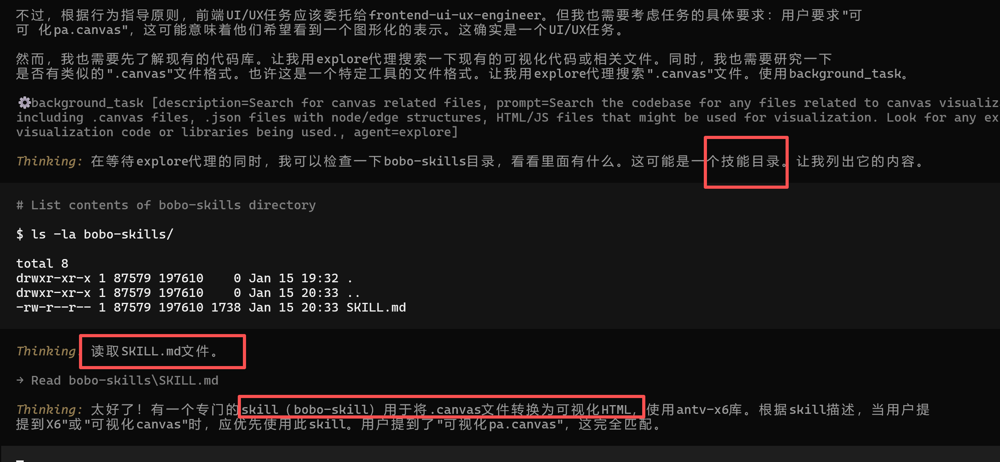 不过，根据行为指导原则，前端UI/UX任务应该委托给frontend-ui-ux-engineer。但我也需要考虑任务的具体要求：用户要求"可
可 化pa.canvas"，这可能意味着他们希望看到一个图形化的表示。这确实是一个UI/UX任务。
然而，我也需要先了解现有的代码库。让我用explore代理搜索一下现有的可视化代码或相关文件。同时，我也需要研究一下
是否有类似的".canvas"文件格式。也许这是一个特定工具的文件格式。让我用explore代理搜索".canvas"文件。使用background_task。
⚙background_task [description=Search for canvas related files, prompt=Search the codebase for any files related to canvas visualiz
including .canvas files, .json files with node/edge structures, HTML/JS files that might be used for visualization. Look for any ex
visualization code or libraries being used., agent=explore]
Thinking: 在等待explore代理的同时，我可以检查一下bobo-skills目录，看看里面有什么。这可能是一个技能目录。让我列出它的内容。
# List contents of bobo-skills directory
$ ls -la bobo-skills/
total 8
drwxr-xr-x 1 87579 197610    0 Jan 15 19:32 .
drwxr-xr-x 1 87579 197610    0 Jan 15 20:33 ..
-rw-r--r-- 1 87579 197610 1738 Jan 15 20:33 SKILL.md
Thinking: 读取SKILL.md文件。
→ Read bobo-skills\SKILL.md
Thinking: 太好了！有一个专门的skill（bobo-skill）用于将.canvas文件转换为可视化HTML，使用antv-x6库。根据skill描述，当用户提
提到X6"或"可视化canvas"时，应优先使用此skill。用户提到了"可视化pa.canvas"，这完全匹配。